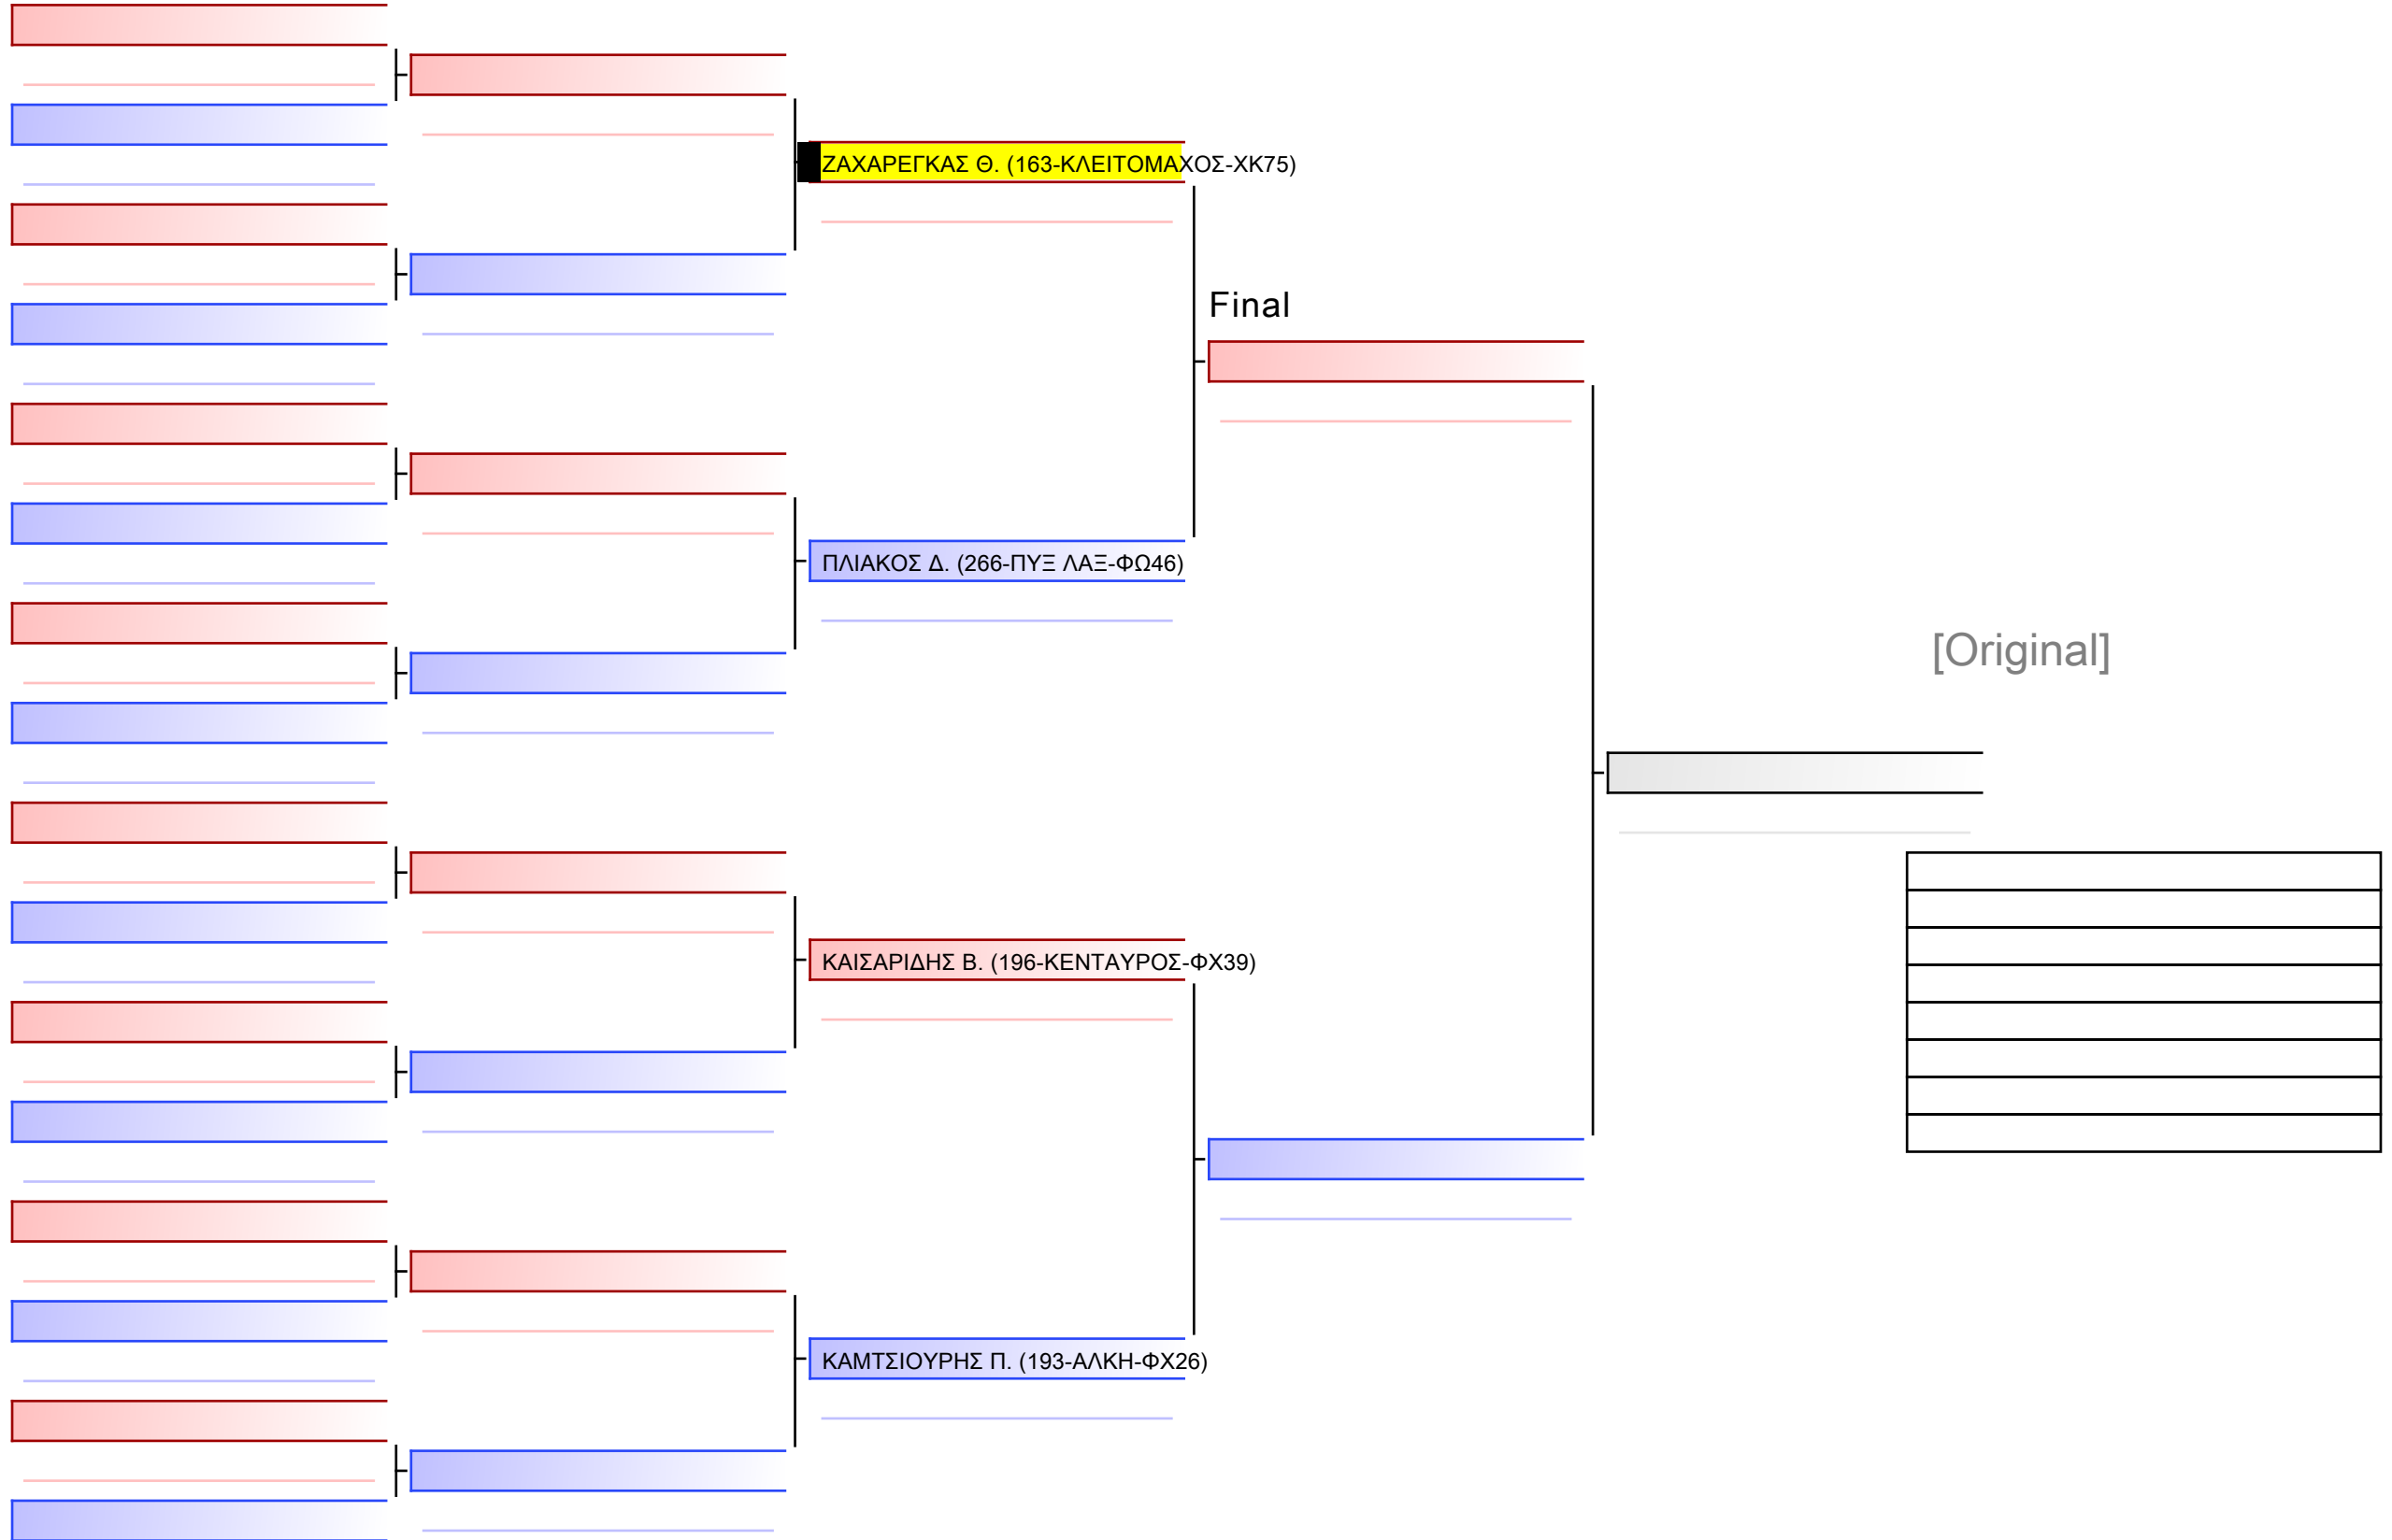 ΖΑΧΑΡΕΓΚΑΣ Θ. (163-ΚΛΕΙΤΟΜΑΧΟΣ-ΧΚ75)
Final
ΠΛΙΑΚΟΣ Δ. (266-ΠΥΞ ΛΑΞ-ΦΩ46)
[Original]
ΚΑΙΣΑΡΙΔΗΣ Β. (196-ΚΕΝΤΑΥΡΟΣ-ΦΧ39)
ΚΑΜΤΣΙΟΥΡΗΣ Π. (193-ΑΛΚΗ-ΦΧ26)